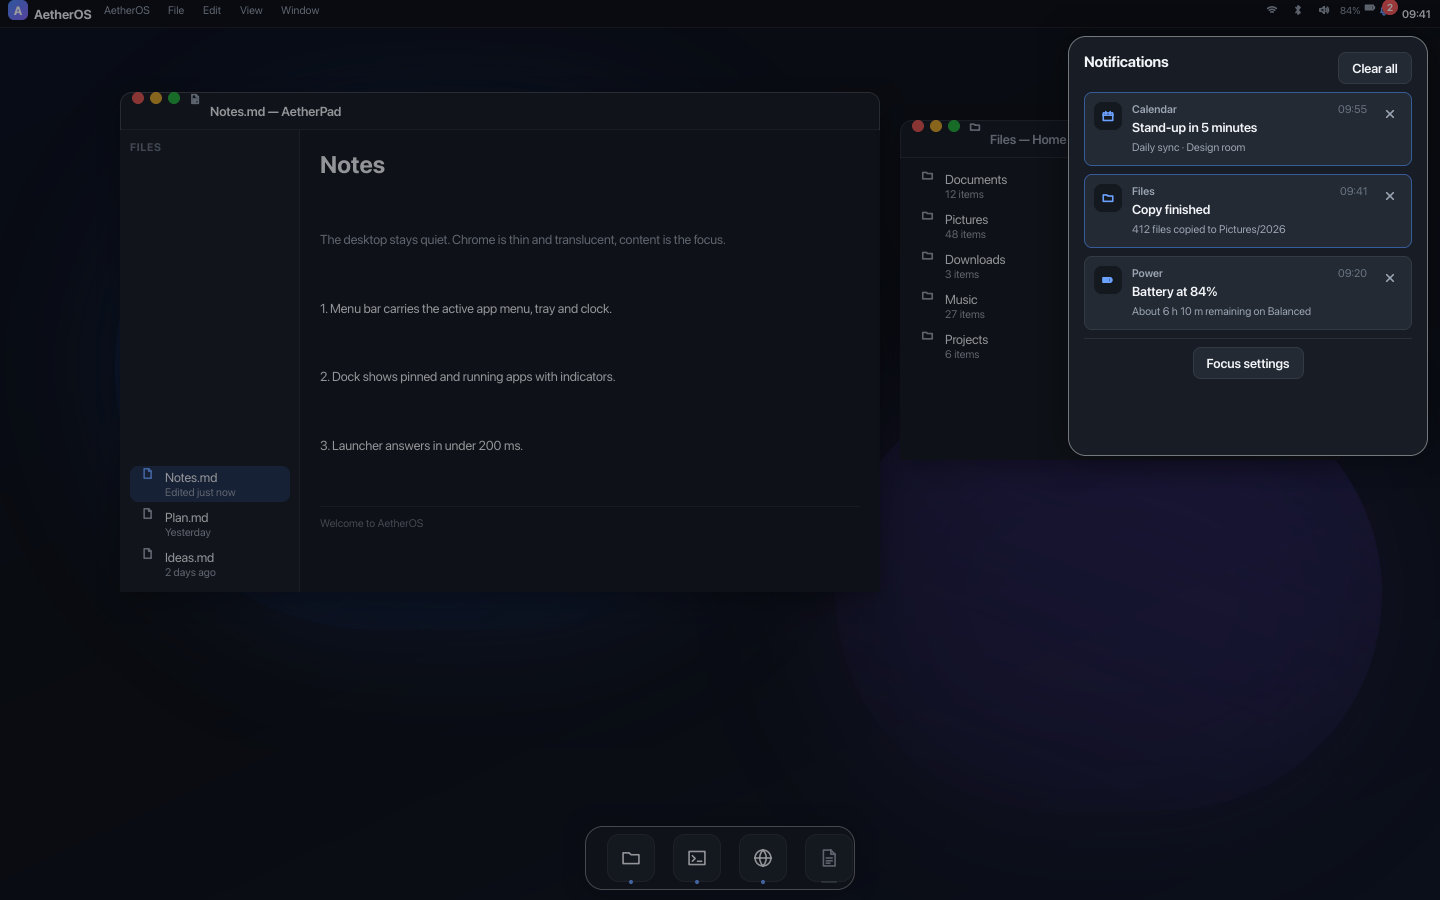 A AetherOS AetherOS File Edit View Window 84% 2 09:41
Notes.md — AetherPad
FILES
Notes.md
Edited just now
Plan.md
Yesterday
Ideas.md
2 days ago
Notes
The desktop stays quiet. Chrome is thin and translucent, content is the focus.
1. Menu bar carries the active app menu, tray and clock.
2. Dock shows pinned and running apps with indicators.
3. Launcher answers in under 200 ms.
Welcome to AetherOS
Files — Home
Documents
12 items
Pictures
48 items
Downloads
3 items
Music
27 items
Projects
6 items
Notifications
Clear all
Calendar 09:55
Stand-up in 5 minutes
Daily sync · Design room
Files 09:41
Copy finished
412 files copied to Pictures/2026
Power 09:20
Battery at 84%
About 6 h 10 m remaining on Balanced
Focus settings